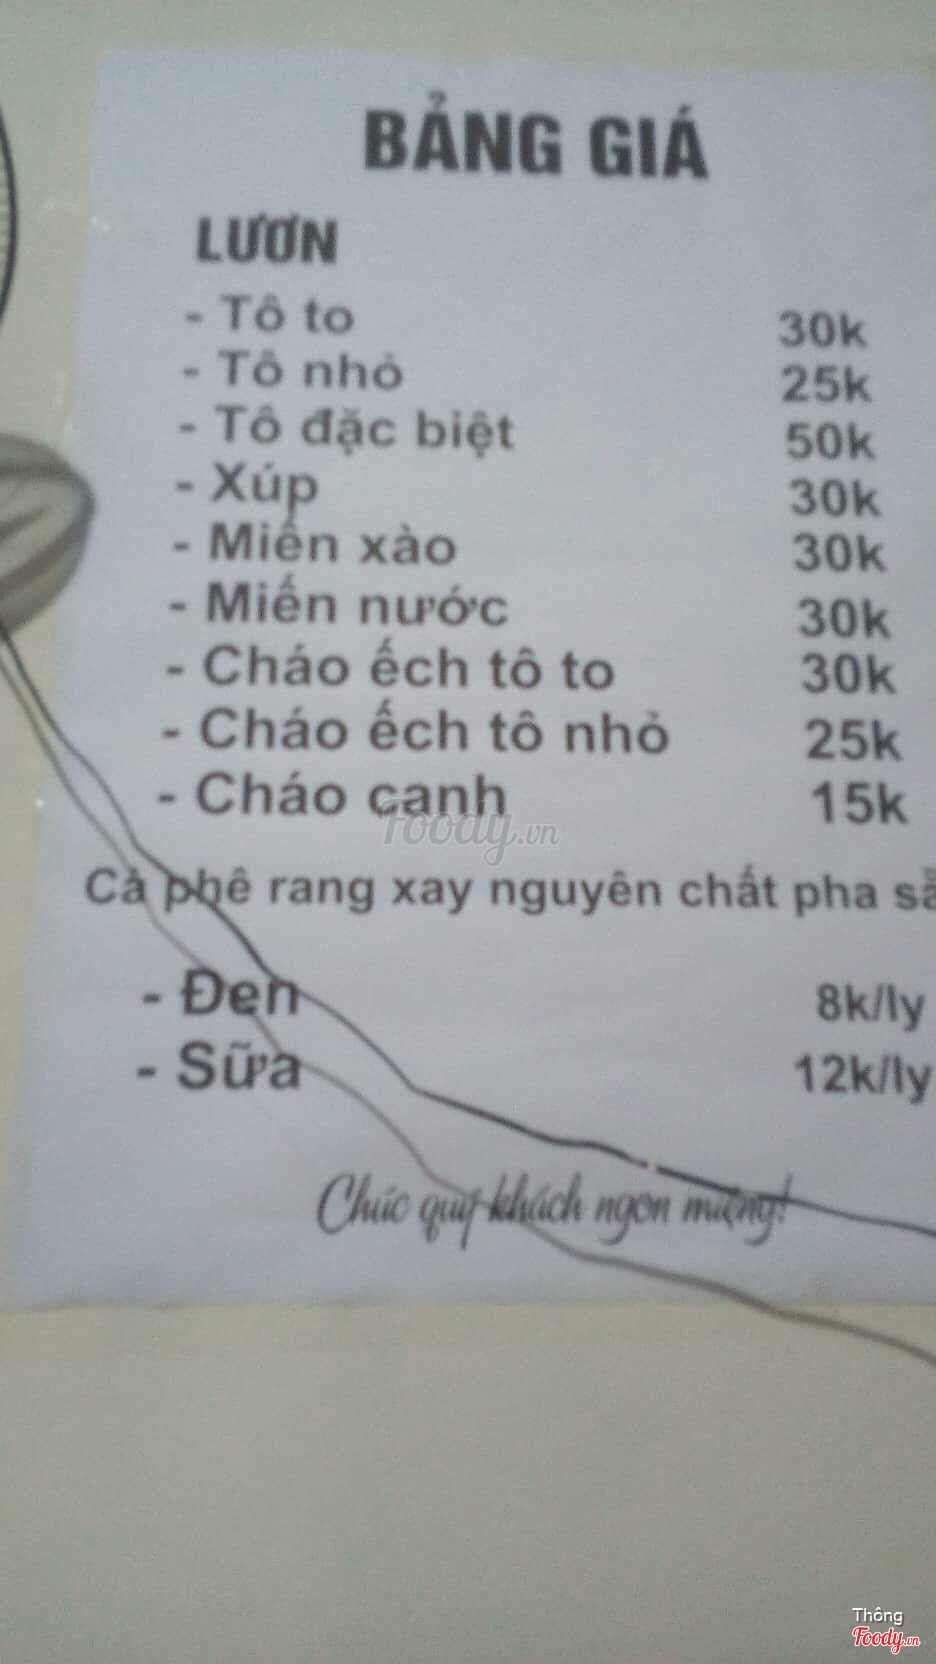 BẢNG GIÁ
LƯƠN
- Tô to 30k
- Tô nhỏ 25k
- Tô đặc biệt 50k
- Xúp 30k
- Miến xào 30k
- Miến nước 30k
- Cháo ếch tô to 30k
- Cháo ếch tô nhỏ 25k
- Cháo canh 15k
Foody.vn
Cà phê rang xay nguyên chất pha
- Đen 8k/ly
- Sữa 12k/ly
Chúc quý khách ngon miệng!
Thông
Foody.vn